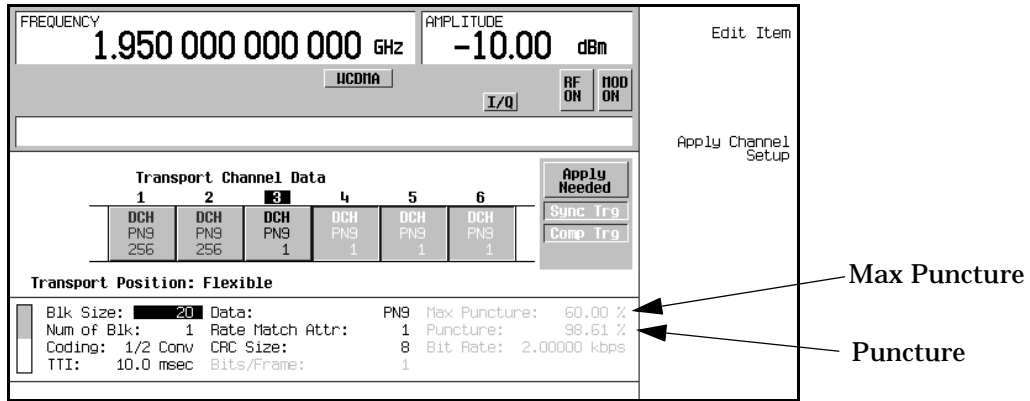 FREQUENCY
1.950 000 000 000 GHz
AMPLITUDE
-10.00 dBm
WCDMA
I/Q
RF ON
MOD ON
Edit Item
Apply Channel Setup
Transport Channel Data
1 2 3 4 5 6
DCH DCH DCH DCH DCH DCH
PN9 PN9 PN9 PN9 PN9 PN9
256 256 1 1 1 1
Apply Needed
Sync Trg
Comp Trg
Transport Position: Flexible
Blk Size: 20 Data: PN9 Max Puncture: 60.00 %
Num of Blk: 1 Rate Match Attr: 1 Puncture: 98.61 %
Coding: 1/2 Conv CRC Size: 8 Bit Rate: 2.00000 kbps
TTI: 10.0 msec Bits/Frame: 1
Max Puncture
Puncture